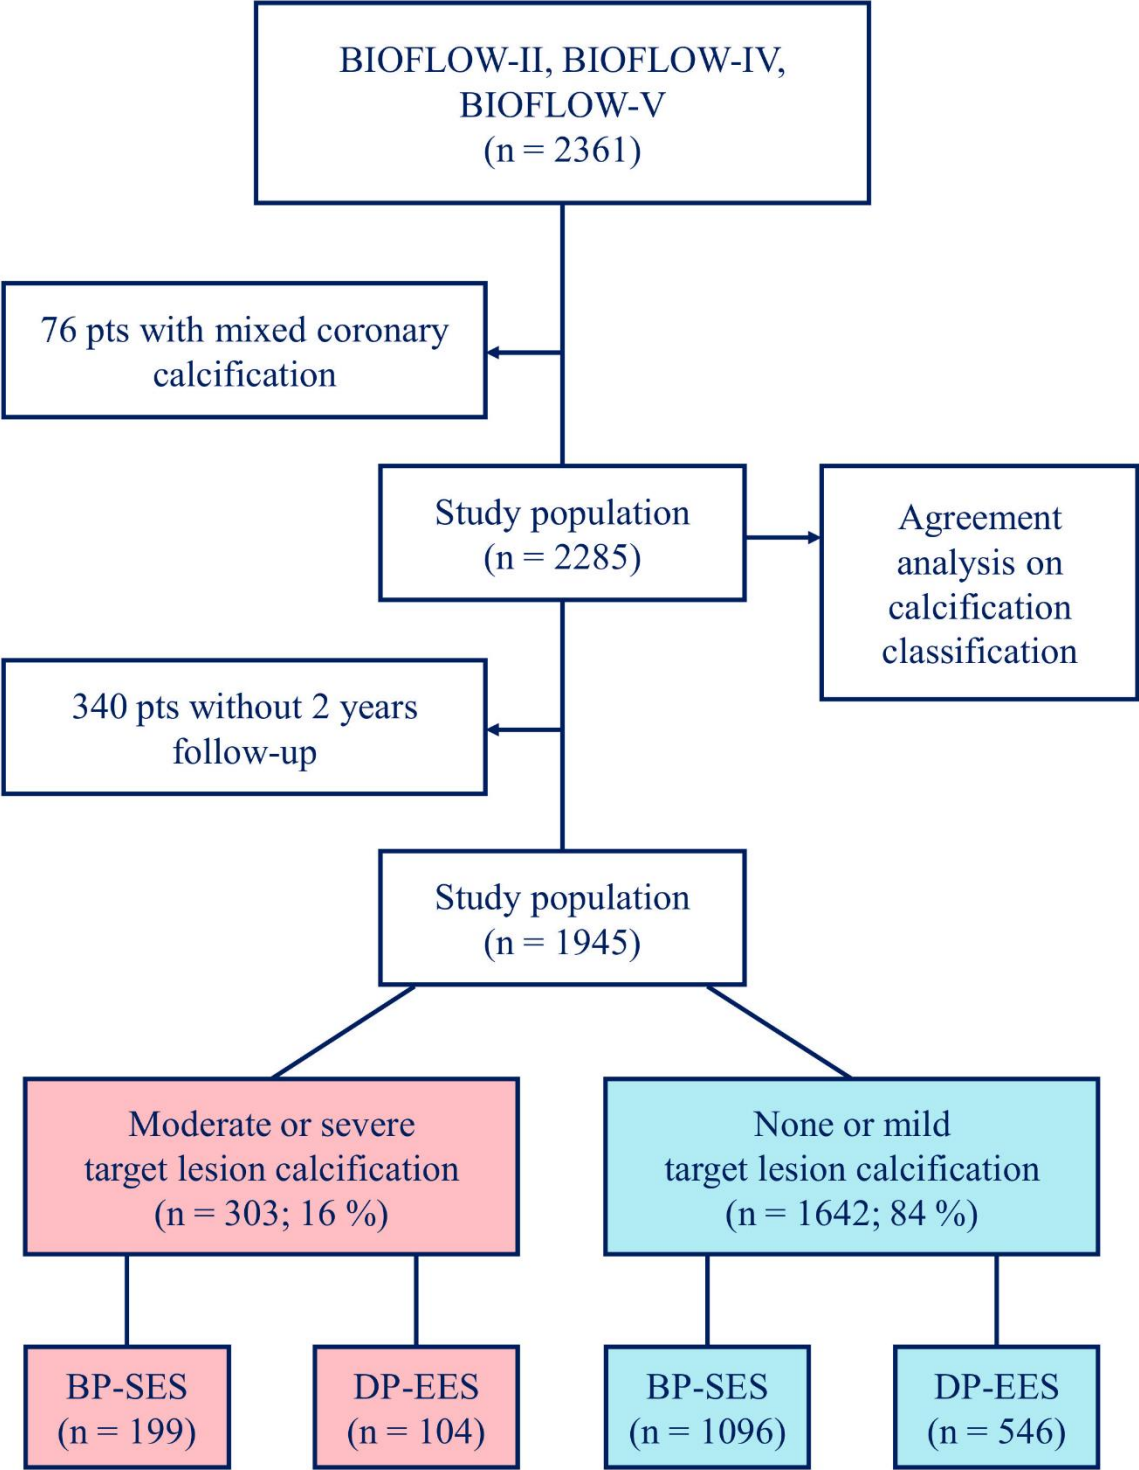 BIOFLOW-II, BIOFLOW-IV,
BIOFLOW-V
(n = 2361)
76 pts with mixed coronary
calcification
Study population
(n = 2285)
Agreement
analysis on
calcification
classification
340 pts without 2 years
follow-up
Study population
(n = 1945)
Moderate or severe
target lesion calcification
(n = 303; 16 %)
None or mild
target lesion calcification
(n = 1642; 84 %)
BP-SES
(n = 199)
DP-EES
(n = 104)
BP-SES
(n = 1096)
DP-EES
(n = 546)